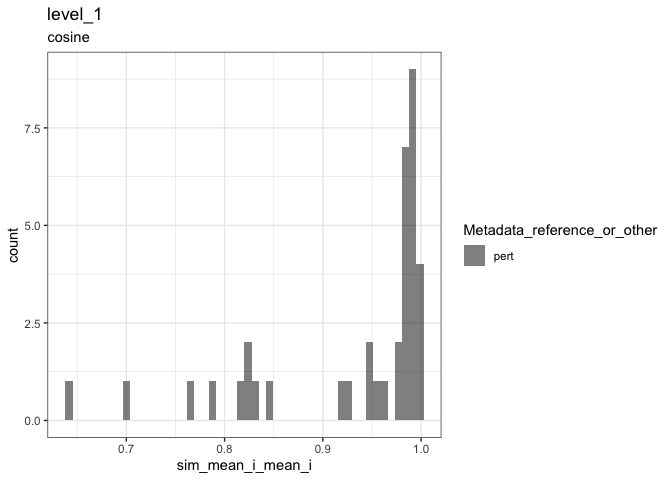 level_1
cosine
7.5
5.0
2.5
0.0
count
0.7
0.8
0.9
1.0
sim_mean_i_mean_i
Metadata_reference_or_other
pert